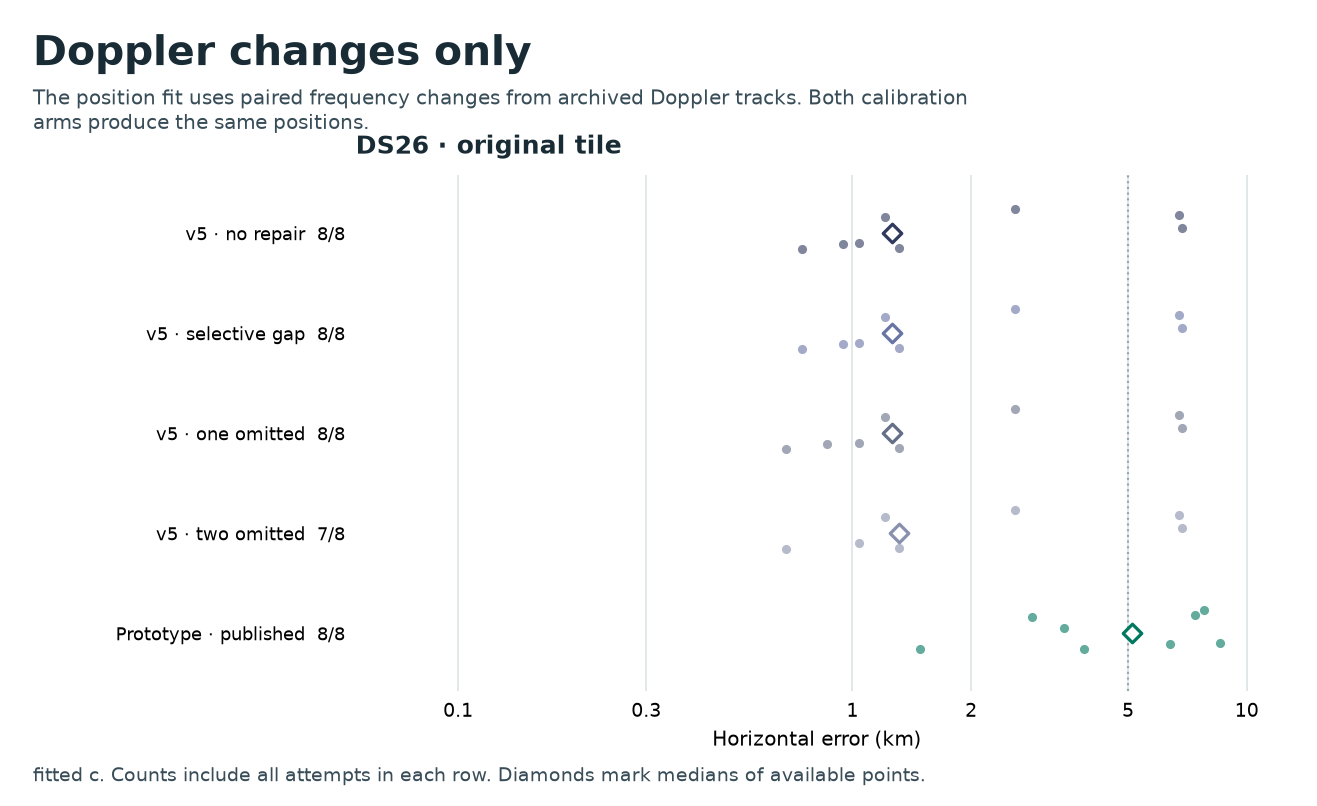 Doppler changes only
The position fit uses paired frequency changes from archived Doppler tracks. Both calibration
arms produce the same positions.
DS26 · original tile
v5 · no repair 8/8
v5 · selective gap 8/8
v5 · one omitted 8/8
v5 · two omitted 7/8
Prototype · published 8/8
0.1 0.3 1 2 5 10
Horizontal error (km)
fitted c. Counts include all attempts in each row. Diamonds mark medians of available points.